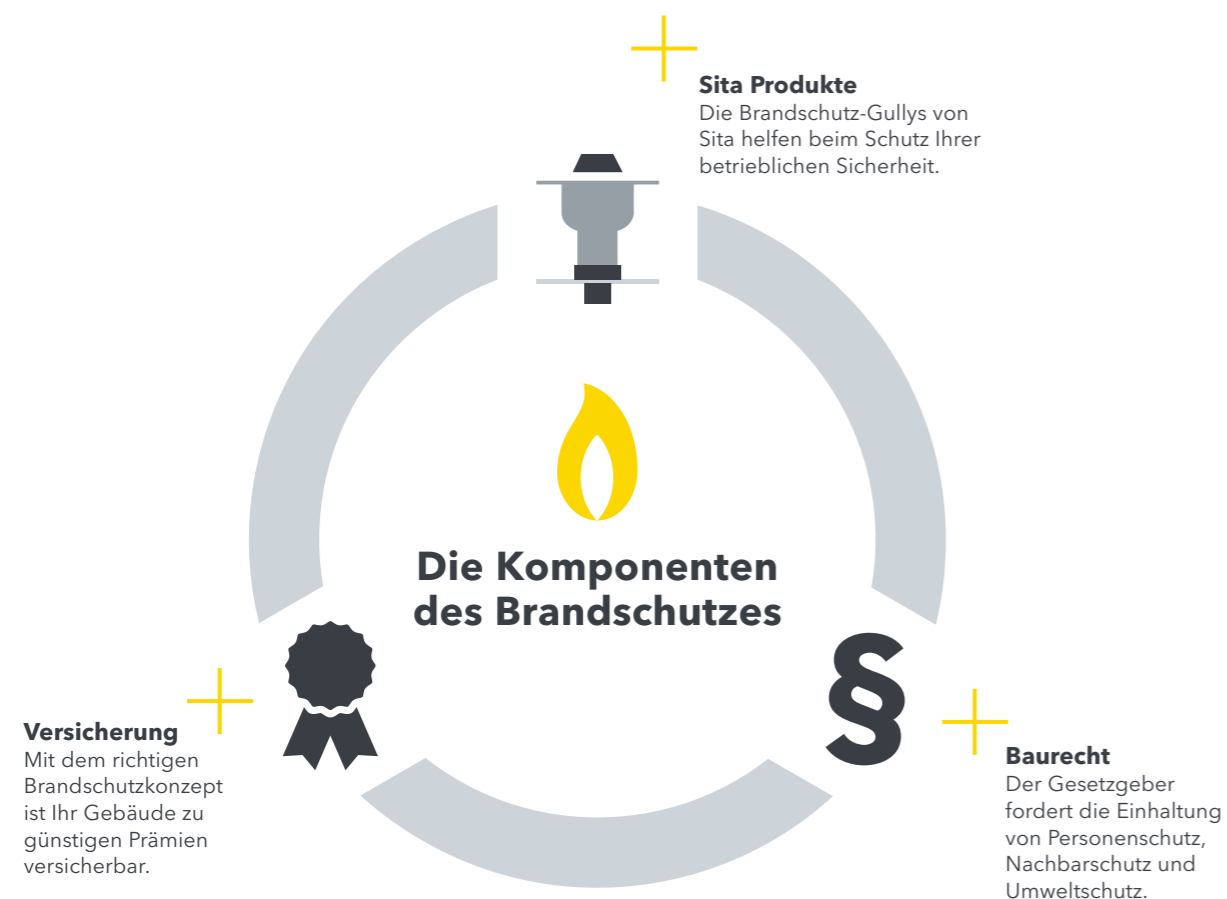 Sita Produkte
Die Brandschutz-Gullys von
Sita helfen beim Schutz Ihrer
betrieblichen Sicherheit.
Die Komponenten
des Brandschutzes
§
Versicherung
Mit dem richtigen
Brandschutzkonzept
ist Ihr Gebäude zu
günstigen Prämien
versicherbar.
Baurecht
Der Gesetzgeber
fordert die Einhaltung
von Personenschutz,
Nachbarschutz und
Umweltschutz.